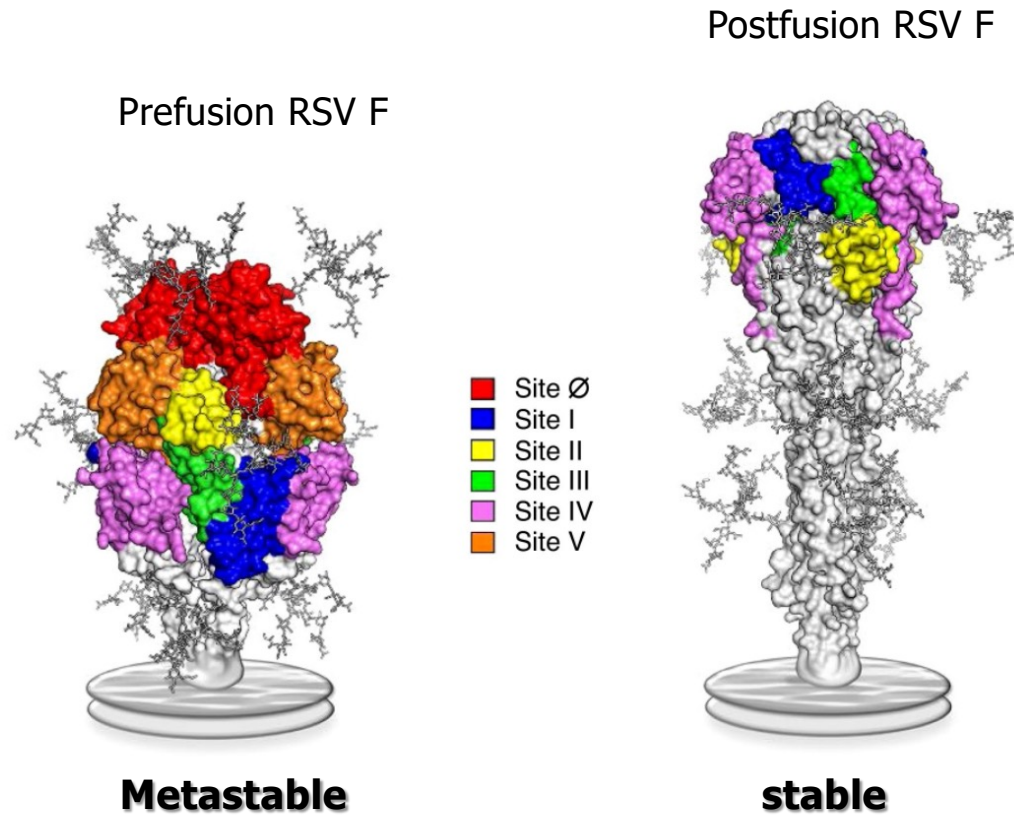 Postfusion RSV F
Prefusion RSV F
Site Ø
Site I
Site II
Site III
Site IV
Site V
Metastable
stable